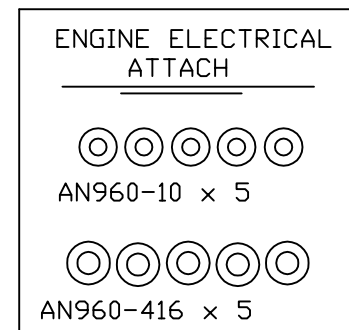 ENGINE ELECTRICAL
ATTACH
AN960-10 x 5
AN960-416 x 5